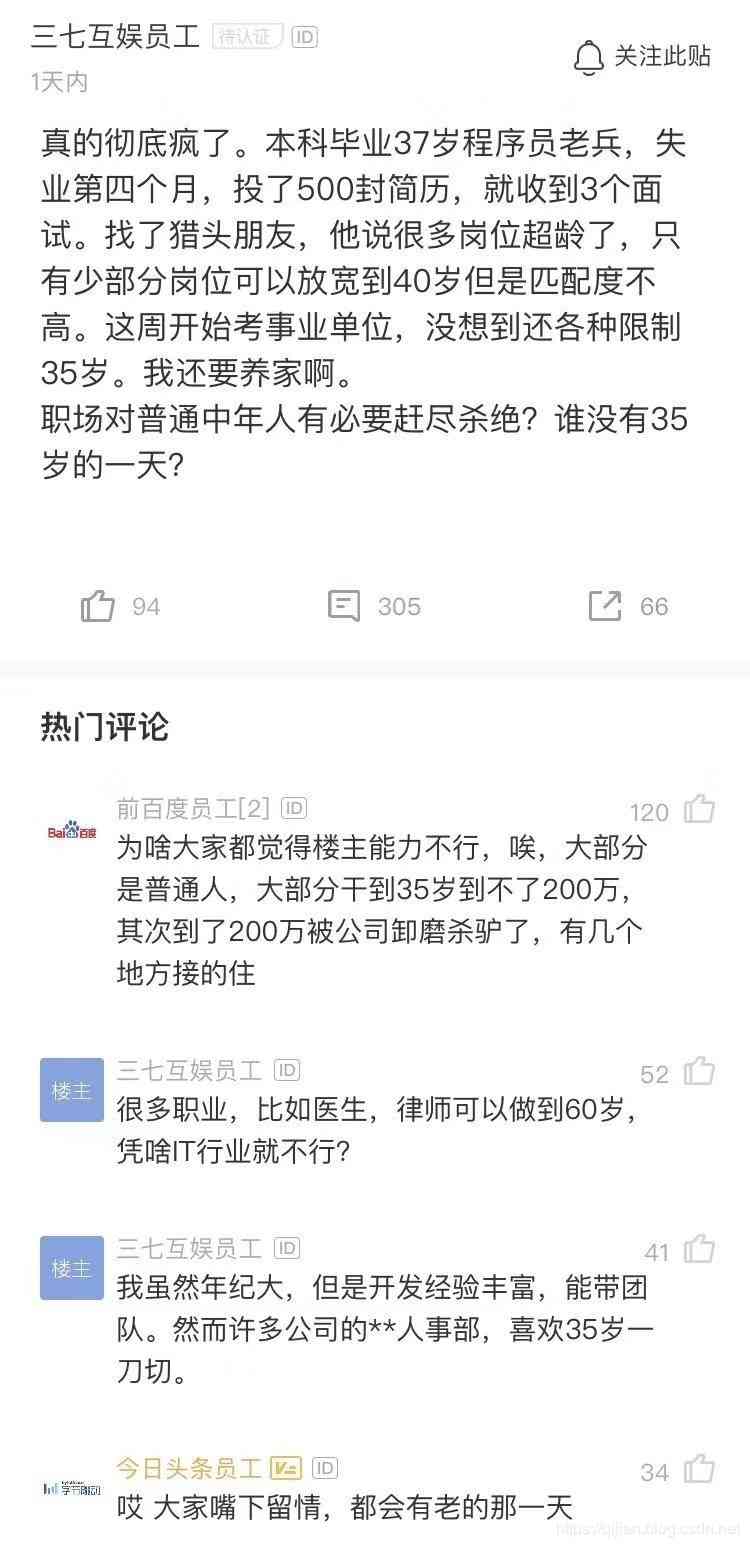 三七互娱员工 待认证 ID
关注此贴
1天内
真的彻底疯了。本科毕业37岁程序员老兵，失
业第四个月，投了500封简历，就收到3个面
试。找了猎头朋友，他说很多岗位超龄了，只
有少部分岗位可以放宽到40岁但是匹配度不
高。这周开始考事业单位，没想到还各种限制
35岁。我还要养家啊。
职场对普通中年人有必要赶尽杀绝？谁没有35
岁的一天？
94 305 66
热门评论
前百度员工[2] ID 120
Bai百度
为啥大家都觉得楼主能力不行，唉，大部分
是普通人，大部分干到35岁到不了200万，
其次到了200万被公司卸磨杀驴了，有几个
地方接的住
楼主
三七互娱员工 ID 52
很多职业，比如医生，律师可以做到60岁，
凭啥IT行业就不行？
楼主
三七互娱员工 ID 41
我虽然年纪大，但是开发经验丰富，能带团
队。然而许多公司的**人事部，喜欢35岁一
刀切。
今日头条员工 ID 34
字节跳动
哎 大家嘴下留情，都会有老的那一天